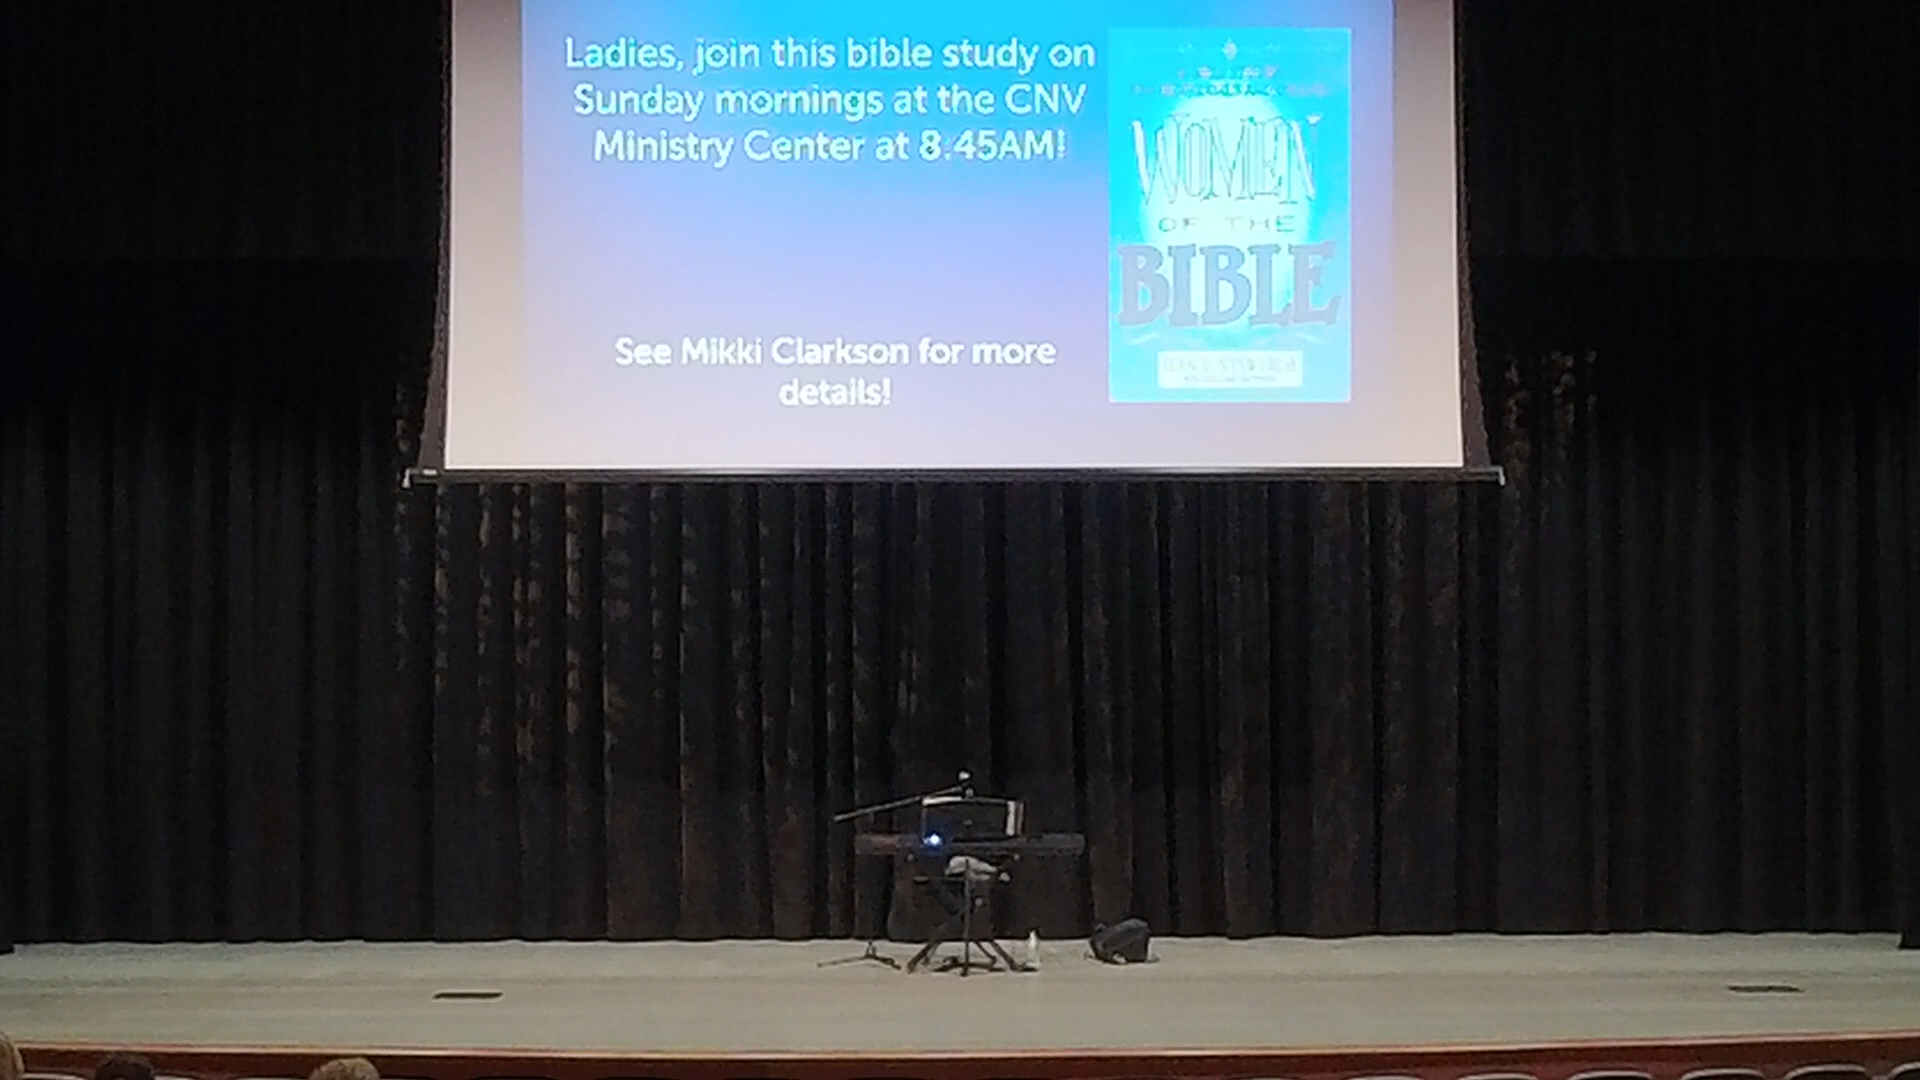 Ladies, join this bible study on
Sunday mornings at the CNV
Ministry Center at 8:45AM!
See Mikki Clarkson for more
details!
WOMEN
OF THE
BIBLE